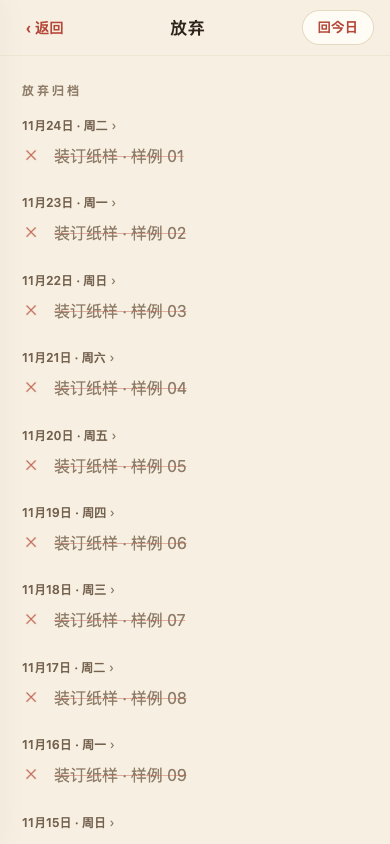 ‹ 返回
放弃
回今日
放弃归档
11月24日 · 周二 ›
× 装订纸样 · 样例 01
11月23日 · 周一 ›
× 装订纸样 · 样例 02
11月22日 · 周日 ›
× 装订纸样 · 样例 03
11月21日 · 周六 ›
× 装订纸样 · 样例 04
11月20日 · 周五 ›
× 装订纸样 · 样例 05
11月19日 · 周四 ›
× 装订纸样 · 样例 06
11月18日 · 周三 ›
× 装订纸样 · 样例 07
11月17日 · 周二 ›
× 装订纸样 · 样例 08
11月16日 · 周一 ›
× 装订纸样 · 样例 09
11月15日 · 周日 ›